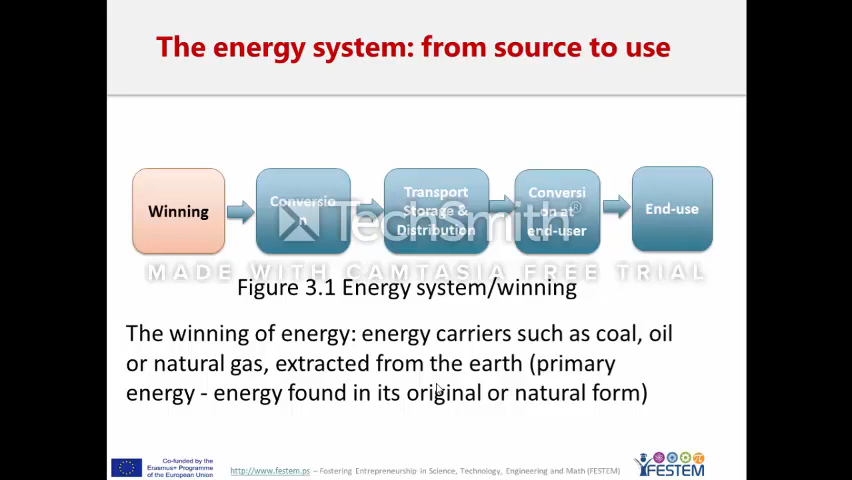 The energy system: from source to use
Winning
Conversio
n
Transport
Storage &
Distribution
Conversi
on at
end-user
End-use
TechSmith®
MADE WITH CAMTASIA FREE TRIAL
Figure 3.1 Energy system/winning
The winning of energy: energy carriers such as coal, oil
or natural gas, extracted from the earth (primary
energy - energy found in its original or natural form)
Co-funded by the
Erasmus+ Programme
of the European Union
http://www.festem.ps – Fostering Entrepreneurship in Science, Technology, Engineering and Math (FESTEM)
FESTEM